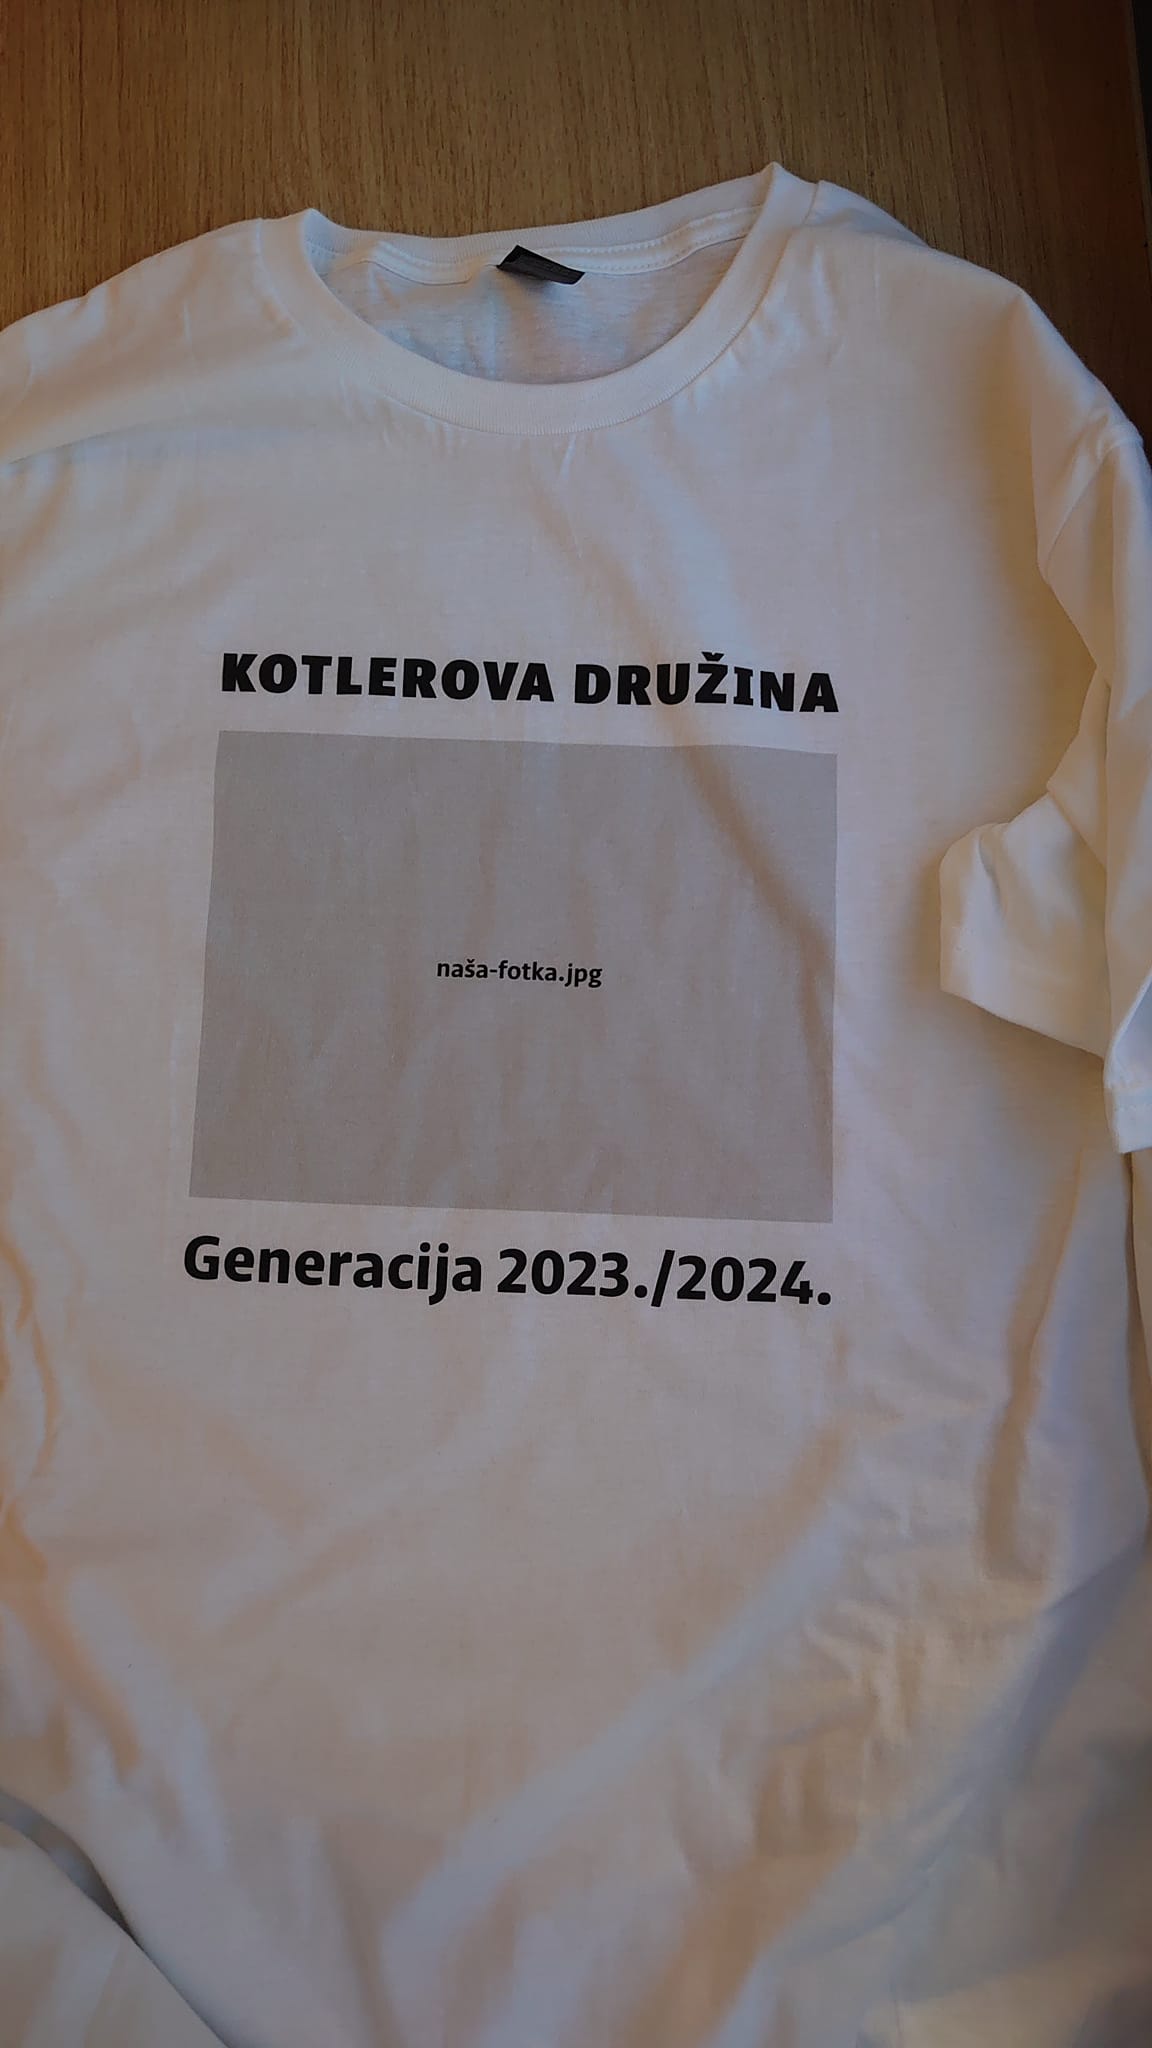 KOTLEROVA DRUŽINA
naša-fotka.jpg
Generacija 2023./2024.